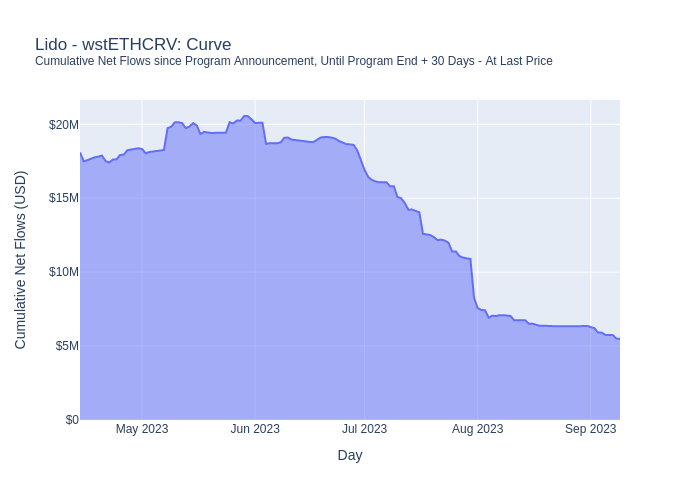 Lido - wstETHCRV: Curve
Cumulative Net Flows since Program Announcement, Until Program End + 30 Days - At Last Price
Cumulative Net Flows (USD)
$20M
$15M
$10M
$5M
$0
May 2023
Jun 2023
Jul 2023
Aug 2023
Sep 2023
Day